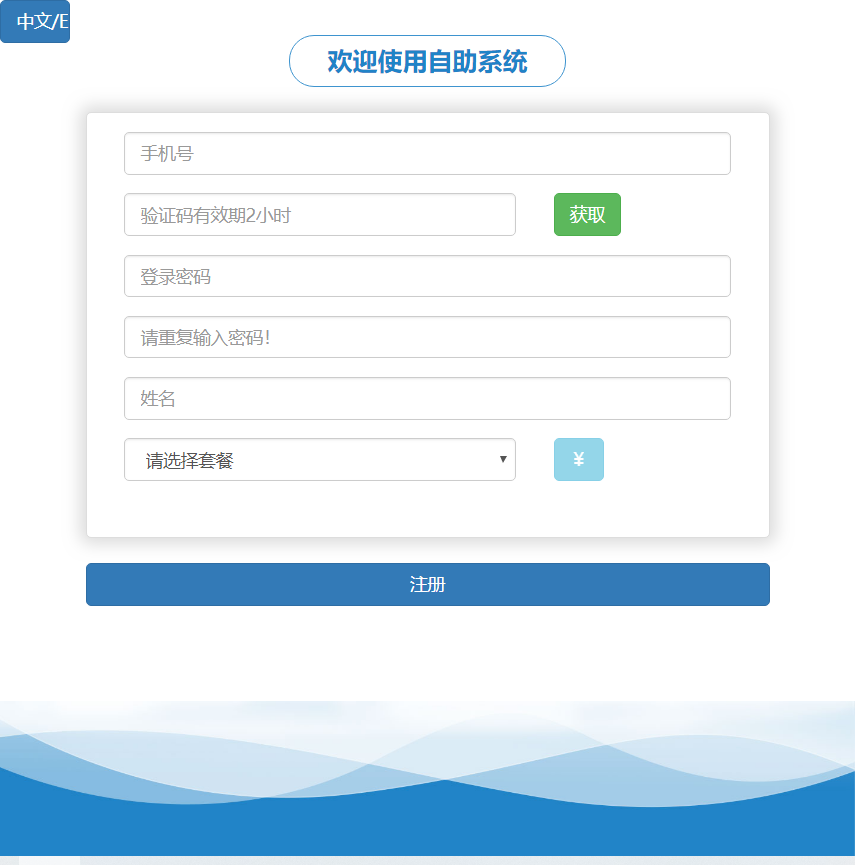 中文/E
欢迎使用自助系统
手机号
验证码有效期2小时
获取
登录密码
请重复输入密码!
姓名
请选择套餐
¥
注册